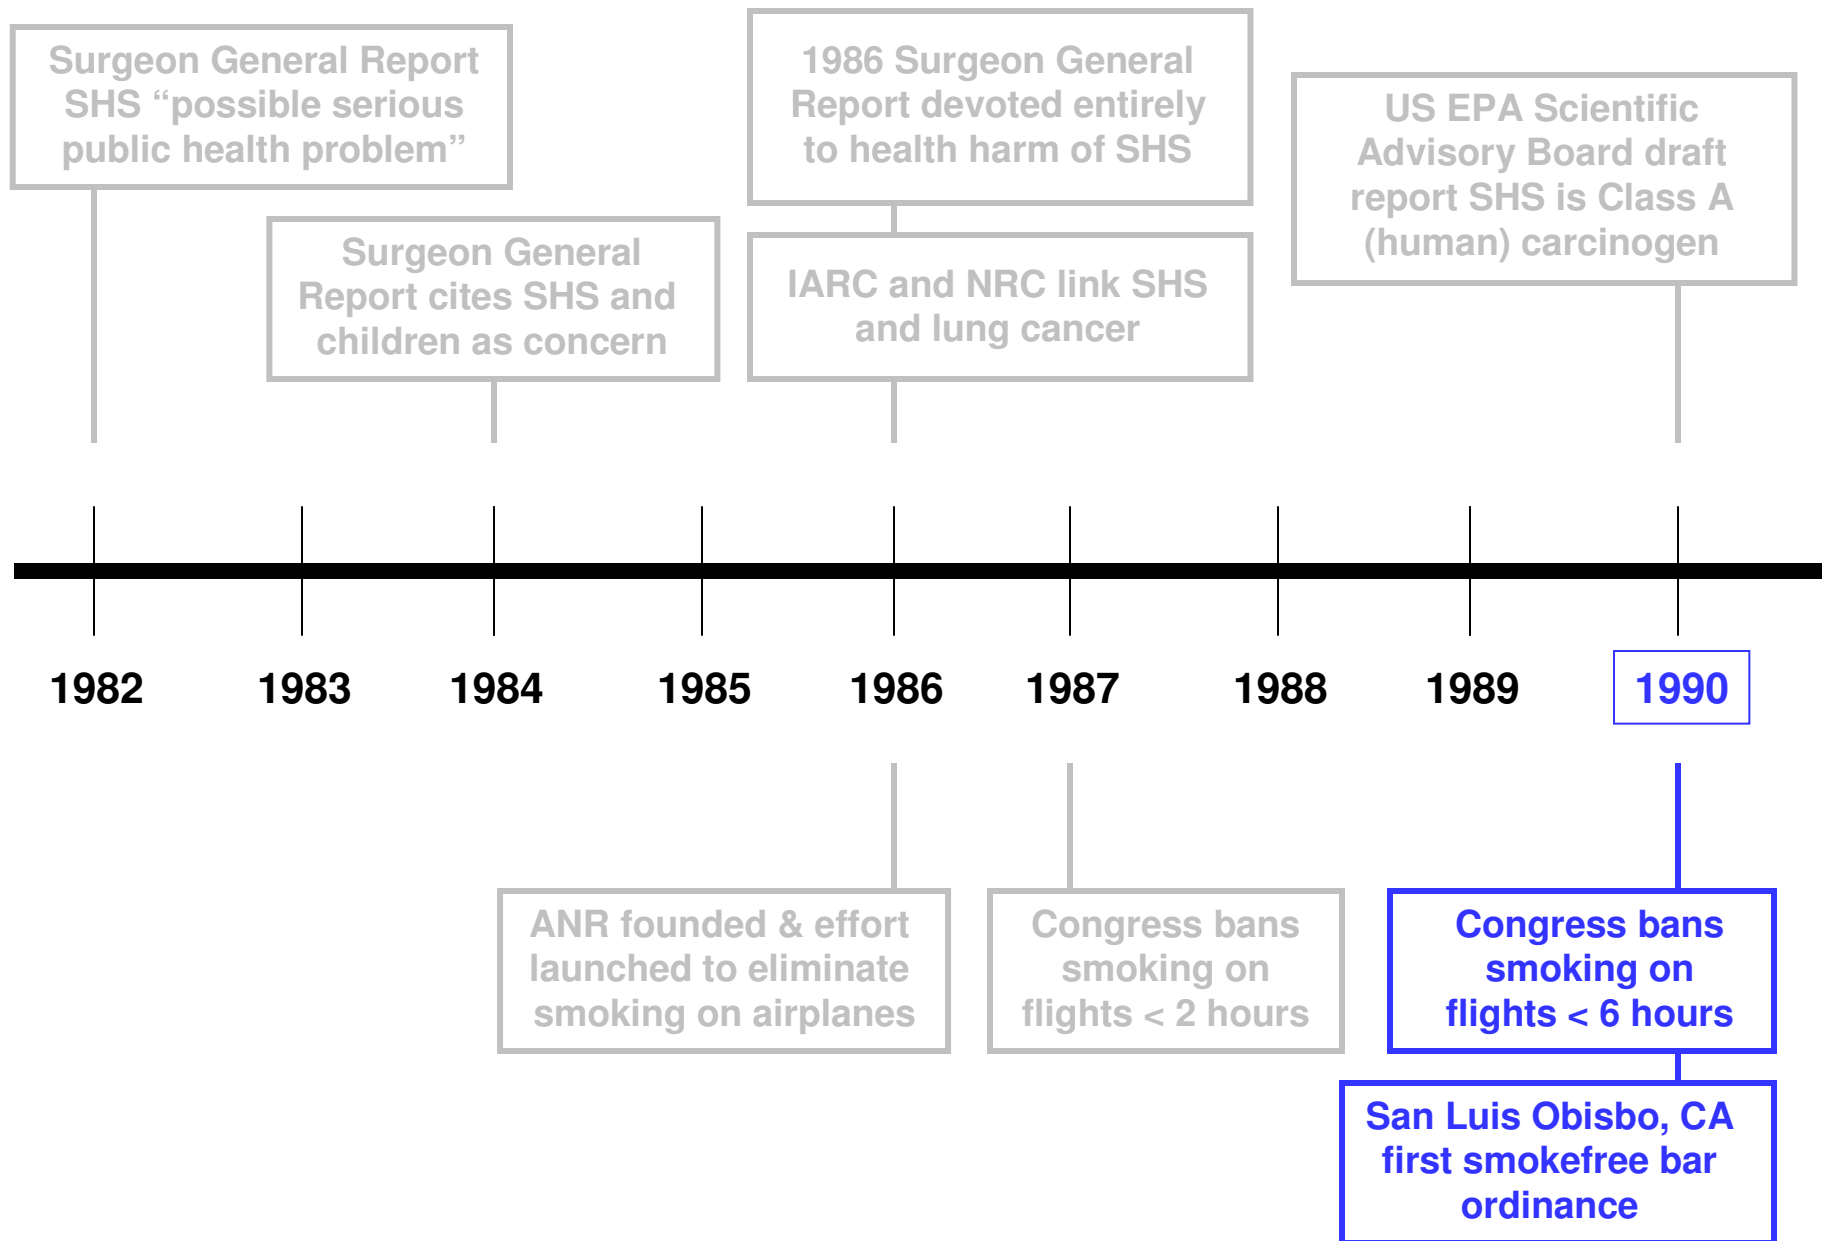 Surgeon General Report
SHS “possible serious
public health problem”
Surgeon General
Report cites SHS and
children as concern
1986 Surgeon General
Report devoted entirely
to health harm of SHS
IARC and NRC link SHS
and lung cancer
US EPA Scientific
Advisory Board draft
report SHS is Class A
(human) carcinogen
1982
1983
1984
1985
1986
1987
1988
1989
1990
ANR founded & effort
launched to eliminate
smoking on airplanes
Congress bans
smoking on
flights < 2 hours
Congress bans
smoking on
flights < 6 hours
San Luis Obisbo, CA
first smokefree bar
ordinance